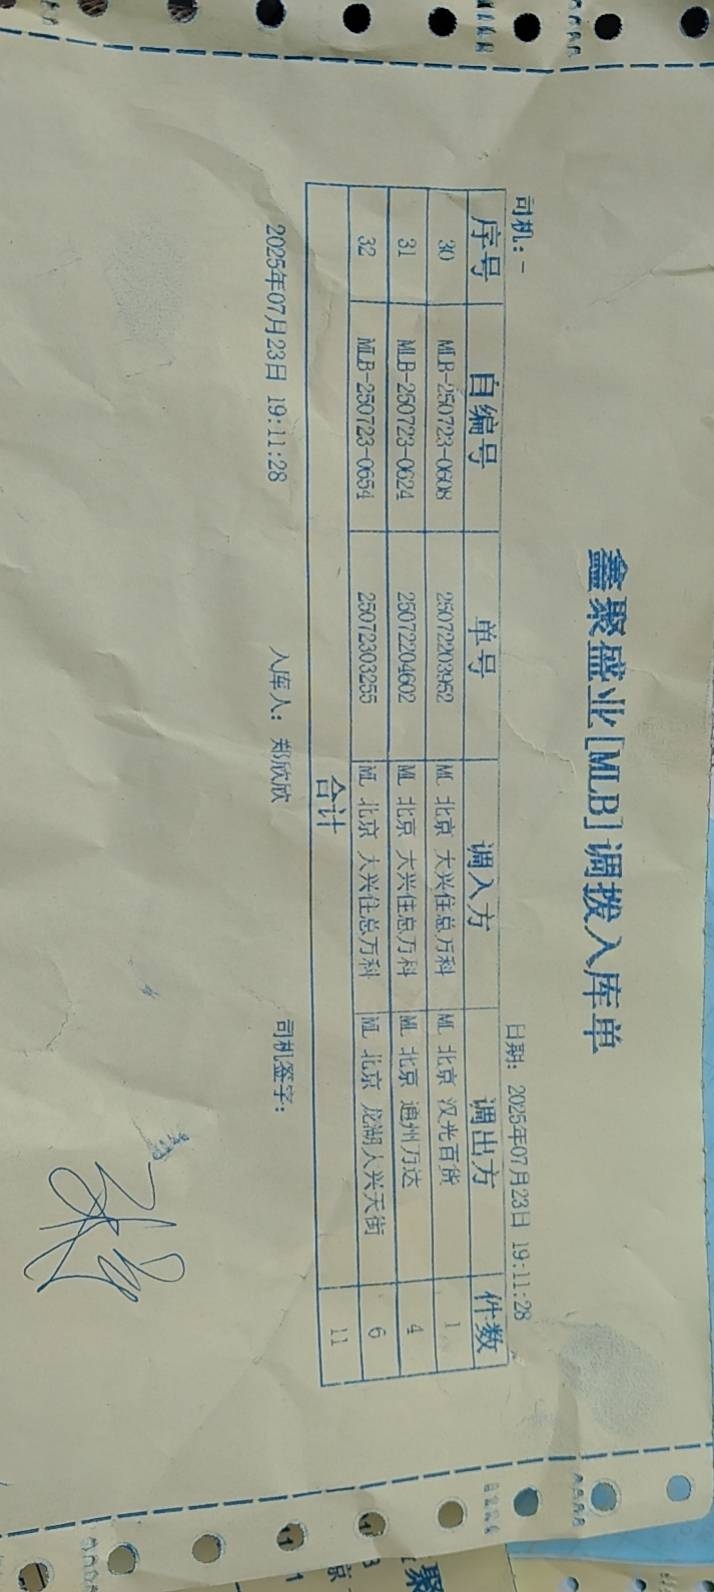 鑫聚盛业[MLB]调拨入库单
司机：- 日期： 2025年07月23日 19:11:28
序号 自编号 单号 调入方 调出方 件数
30 MLB-250723-0608 25072203952 ML 北京 大兴住总万科 ML 北京 汉光百货 1
31 MLB-250723-0624 25072204602 ML 北京 大兴住总万科 ML 北京 通州万达 4
32 MLB-250723-0654 25072303255 ML 北京 大兴住总万科 ML 北京 龙湖大兴天街 6
合计 11
2025年07月23日 19:11:28 入库人： 郑欣欣 司机签字：